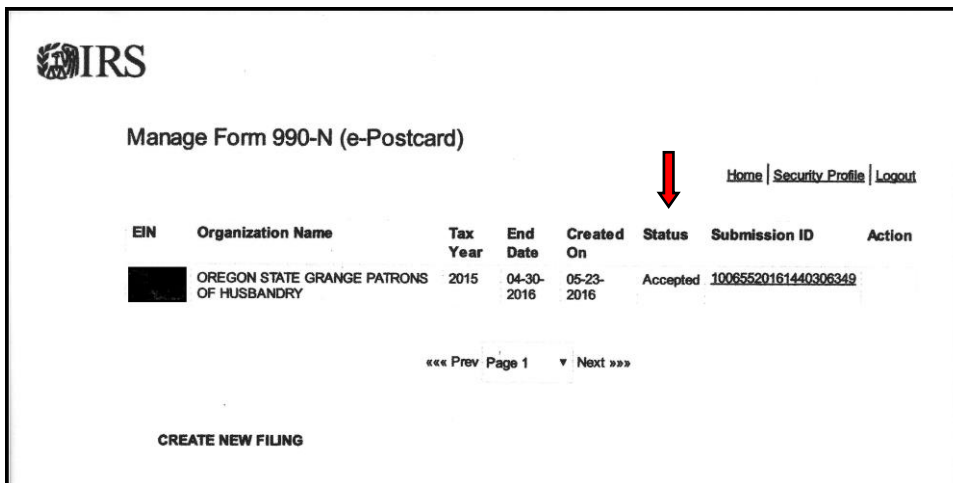 IRS
Manage Form 990-N (e-Postcard)
Home | Security Profile | Logout
EIN Organization Name Tax Year End Date Created On Status Submission ID Action
OREGON STATE GRANGE PATRONS OF HUSBANDRY 2015 04-30-2016 05-23-2016 Accepted 10065520161440306349
««« Prev Page 1 ▼ Next »»»
CREATE NEW FILING